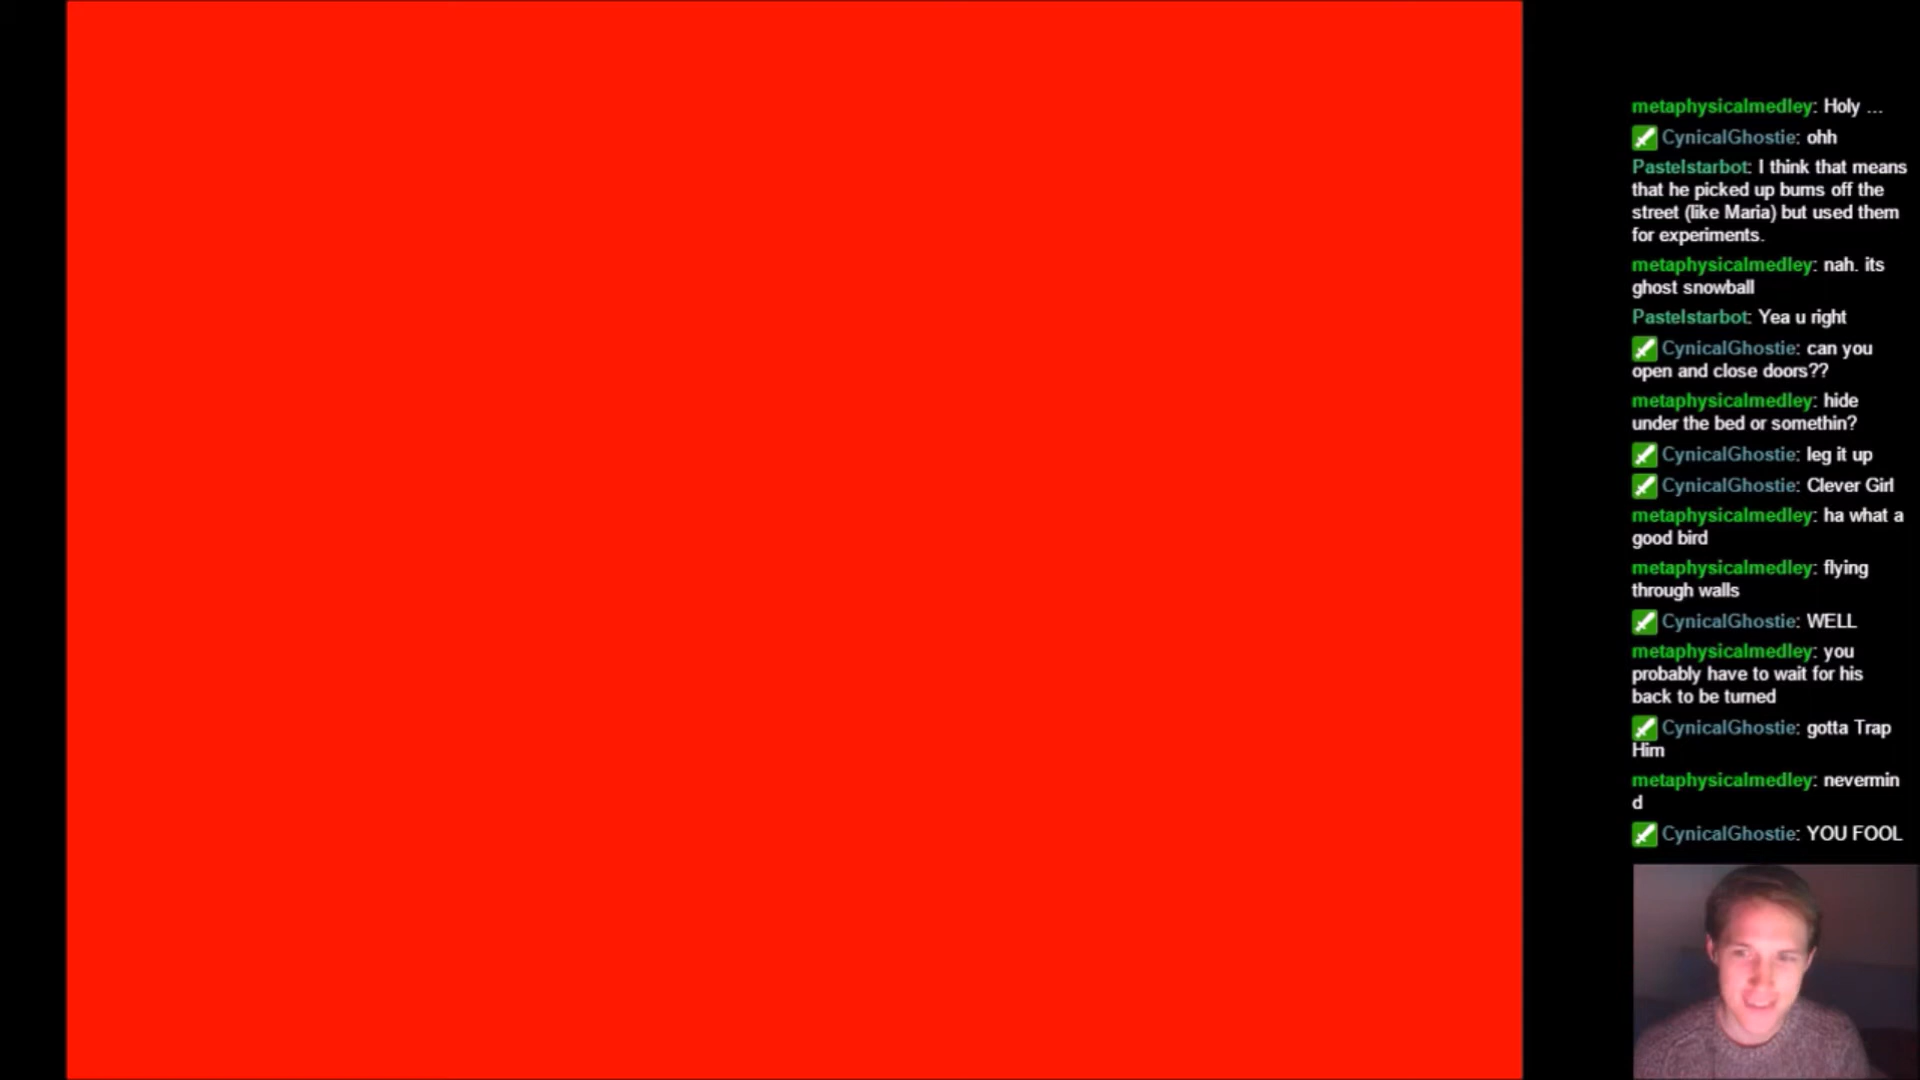 metaphysicalmedley: Holy ...
CynicalGhostie: ohh
Pastelstarbot: I think that means
that he picked up bums off the
street (like Maria) but used them
for experiments.
metaphysicalmedley: nah. its
ghost snowball
Pastelstarbot: Yea u right
CynicalGhostie: can you
open and close doors??
metaphysicalmedley: hide
under the bed or somethin?
CynicalGhostie: leg it up
CynicalGhostie: Clever Girl
metaphysicalmedley: ha what a
good bird
metaphysicalmedley: flying
through walls
CynicalGhostie: WELL
metaphysicalmedley: you
probably have to wait for his
back to be turned
CynicalGhostie: gotta Trap
Him
metaphysicalmedley: nevermin
d
CynicalGhostie: YOU FOOL